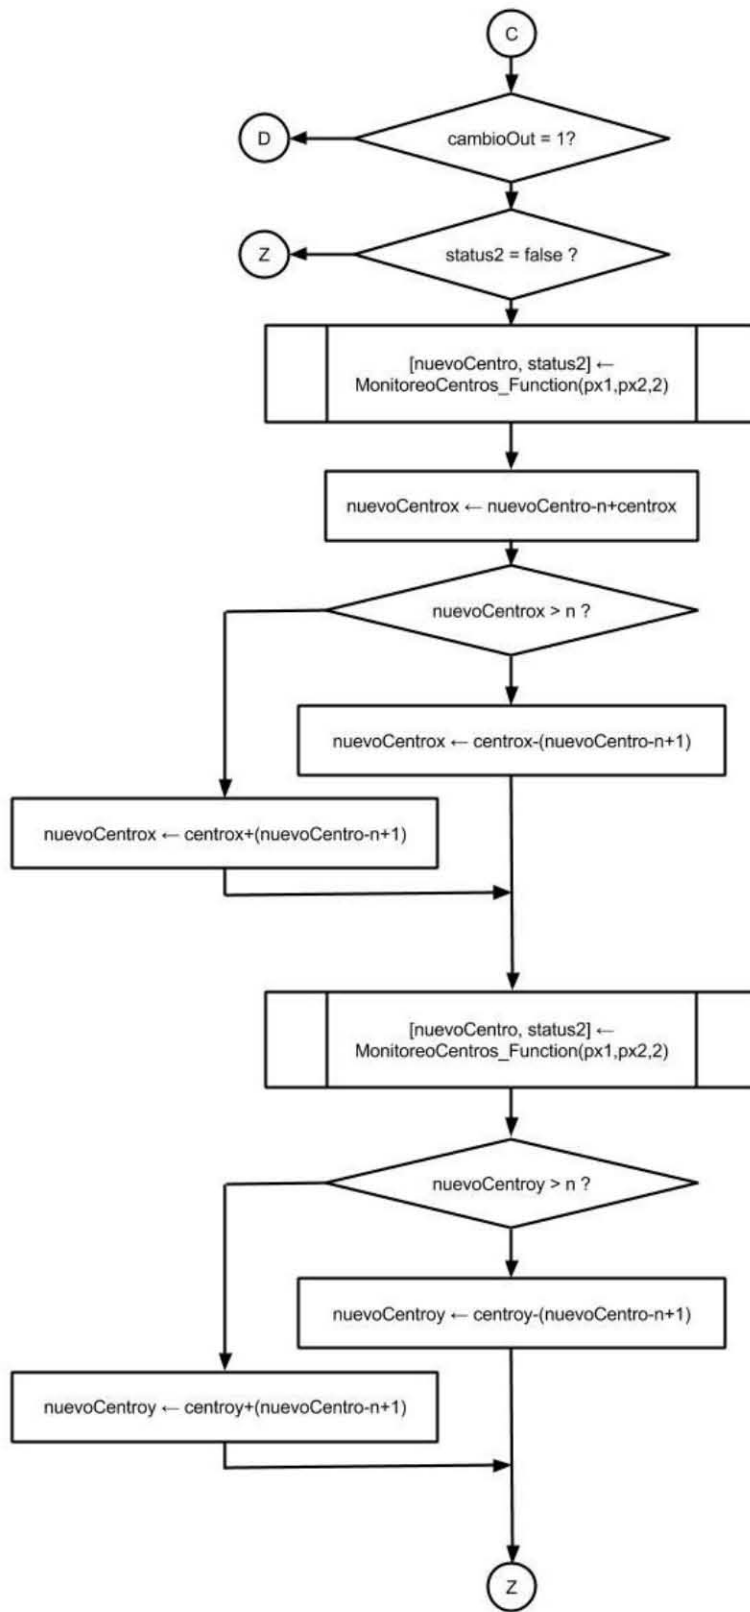 C
D
cambioOut = 1?
Z
status2 = false ?
[nuevoCentro, status2] ←
MonitoreoCentros_Function(px1,px2,2)
nuevoCentrox ← nuevoCentro-n+centrox
nuevoCentrox > n ?
nuevoCentrox ← centrox-(nuevoCentro-n+1)
nuevoCentrox ← centrox+(nuevoCentro-n+1)
[nuevoCentro, status2] ←
MonitoreoCentros_Function(px1,px2,2)
nuevoCentroy > n ?
nuevoCentroy ← centroy-(nuevoCentro-n+1)
nuevoCentroy ← centroy+(nuevoCentro-n+1)
Z